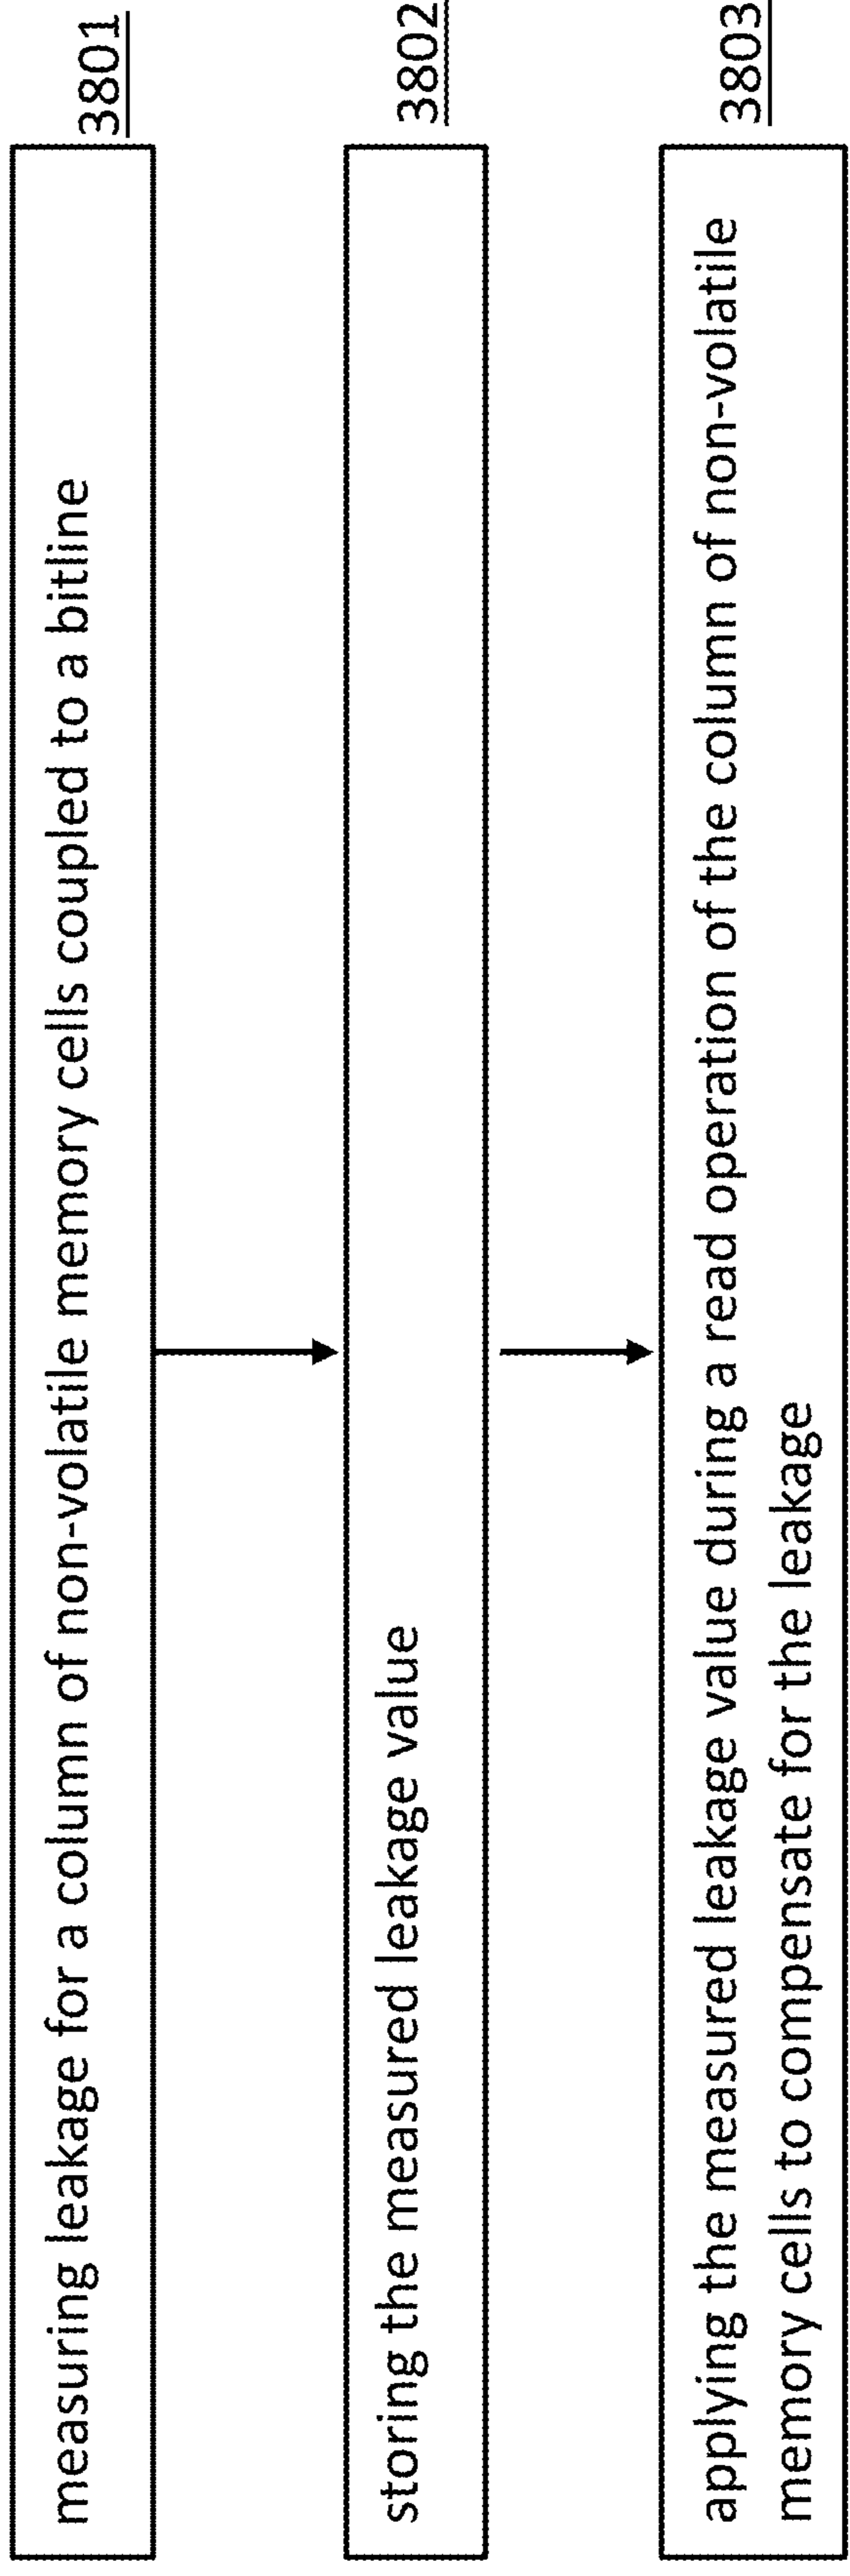 measuring leakage for a column of non-volatile memory cells coupled to a bitline
3801
storing the measured leakage value
3802
applying the measured leakage value during a read operation of the column of non-volatile
memory cells to compensate for the leakage
3803